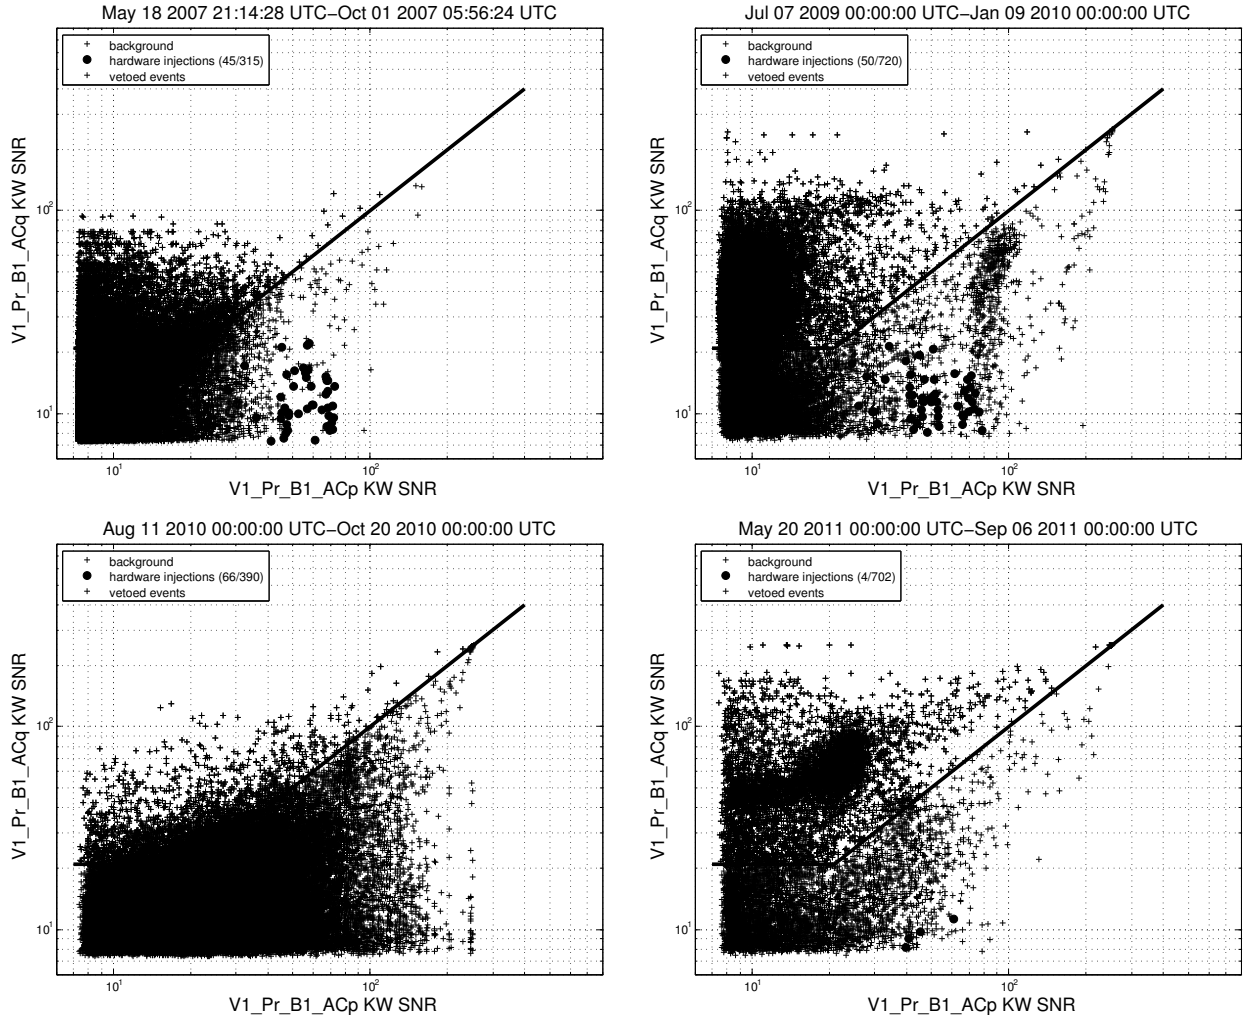 May 18 2007 21:14:28 UTC−Oct 01 2007 05:56:24 UTC
background
hardware injections (45/315)
vetoed events
V1_Pr_B1_ACq KW SNR
10^2
10^1
10^1
10^2
V1_Pr_B1_ACp KW SNR
Jul 07 2009 00:00:00 UTC−Jan 09 2010 00:00:00 UTC
background
hardware injections (50/720)
vetoed events
V1_Pr_B1_ACq KW SNR
10^2
10^1
10^1
10^2
V1_Pr_B1_ACp KW SNR
Aug 11 2010 00:00:00 UTC−Oct 20 2010 00:00:00 UTC
background
hardware injections (66/390)
vetoed events
V1_Pr_B1_ACq KW SNR
10^2
10^1
10^1
10^2
V1_Pr_B1_ACp KW SNR
May 20 2011 00:00:00 UTC−Sep 06 2011 00:00:00 UTC
background
hardware injections (4/702)
vetoed events
V1_Pr_B1_ACq KW SNR
10^2
10^1
10^1
10^2
V1_Pr_B1_ACp KW SNR